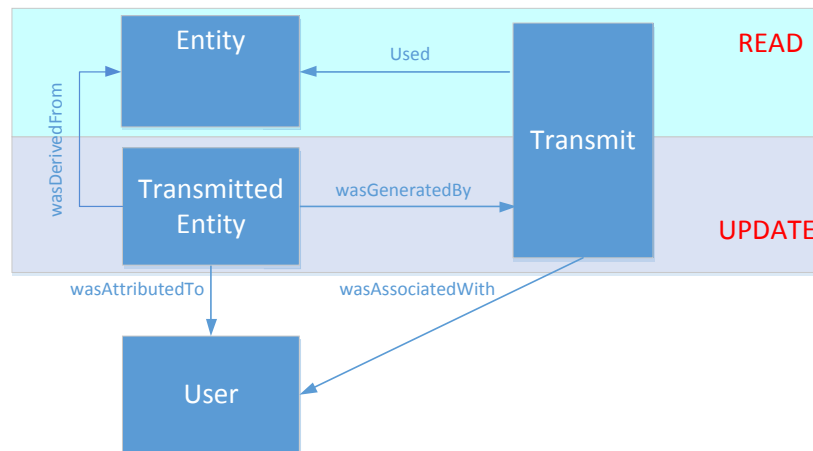 Entity
READ
Used
wasDerivedFrom
Transmit
Transmitted
Entity
wasGeneratedBy
UPDATE
wasAttributedTo
wasAssociatedWith
User